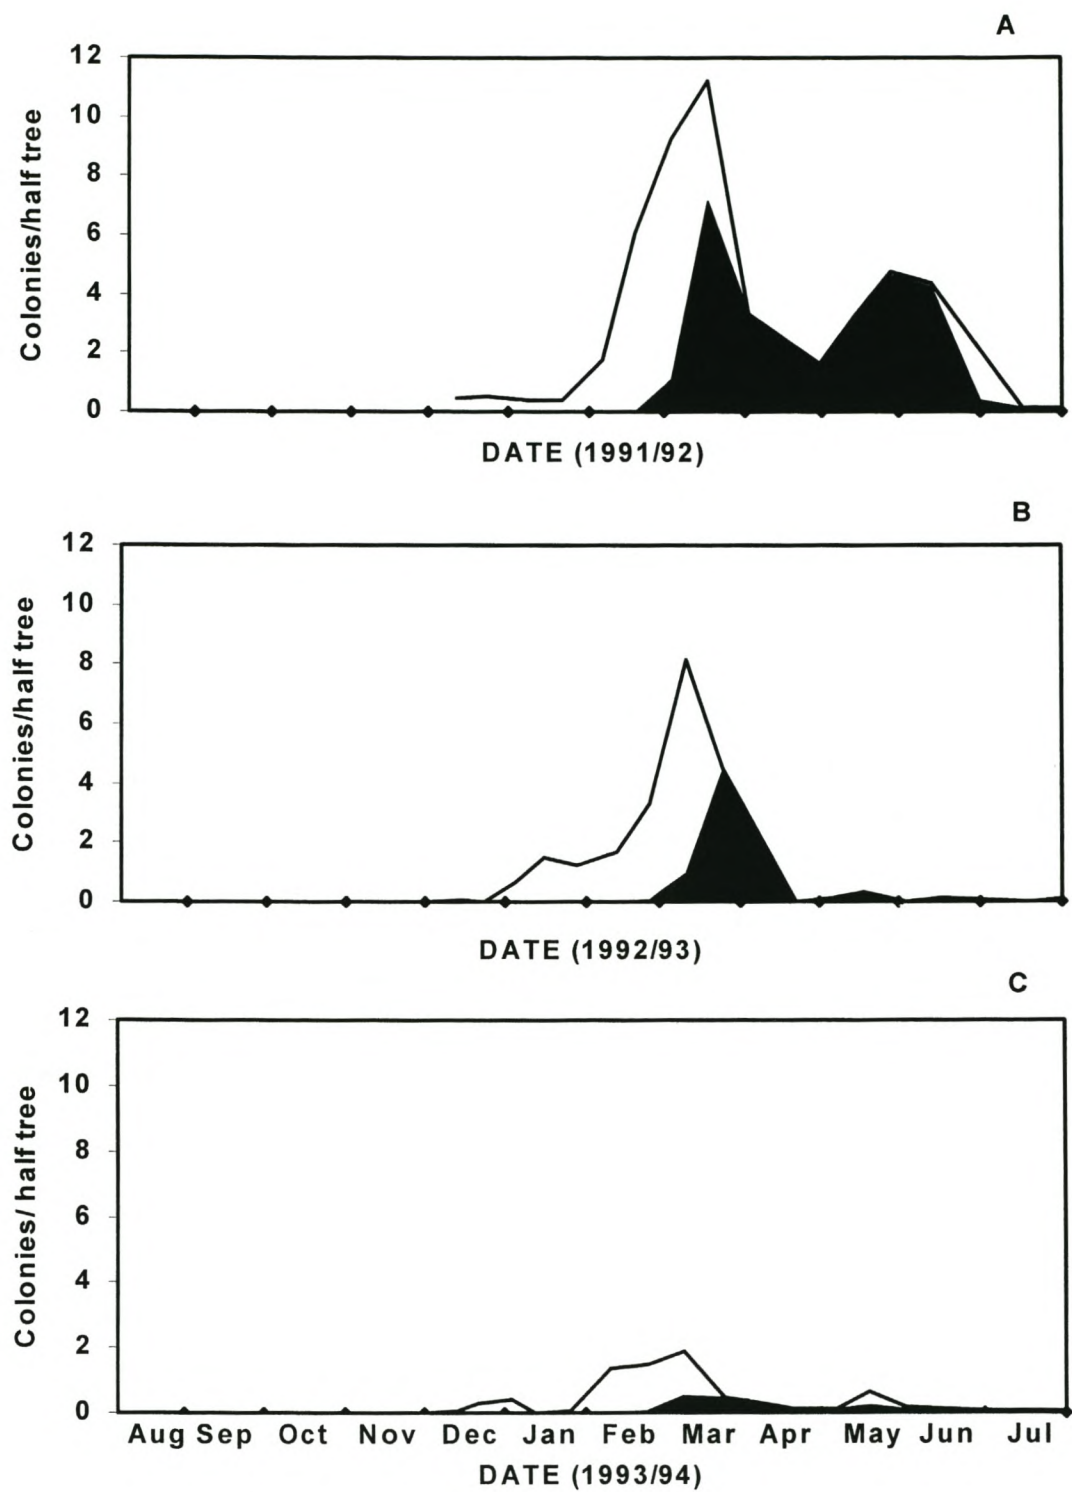 A
12
10
8
6
4
2
0
Colonies/half tree
DATE (1991/92)
B
12
10
8
6
4
2
0
Colonies/half tree
DATE (1992/93)
C
12
10
8
6
4
2
0
Colonies/ half tree
Aug Sep Oct Nov Dec Jan Feb Mar Apr May Jun Jul
DATE (1993/94)